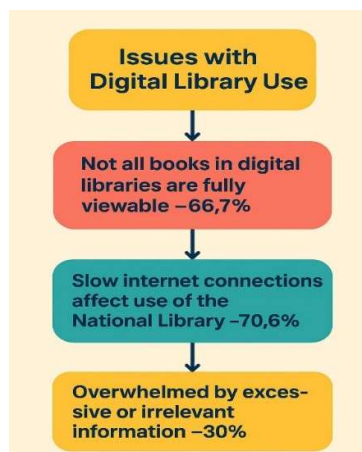 Issues with
Digital Library Use
Not all books in digital
libraries are fully
viewable –66,7%
Slow internet connections
affect use of the
National Library –70,6%
Overwhelmed by exces-
sive or irrelevant
information –30%